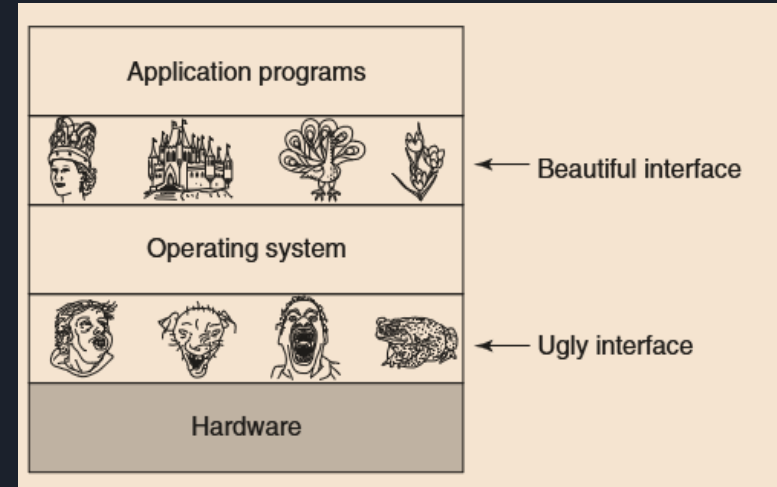 Application programs
Beautiful interface
Operating system
Ugly interface
Hardware